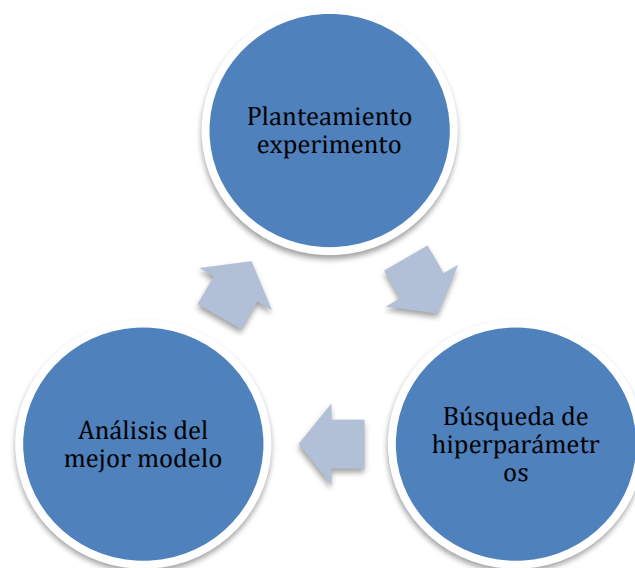 Planteamiento
experimento
Búsqueda de
hiperparámetr
os
Análisis del
mejor modelo